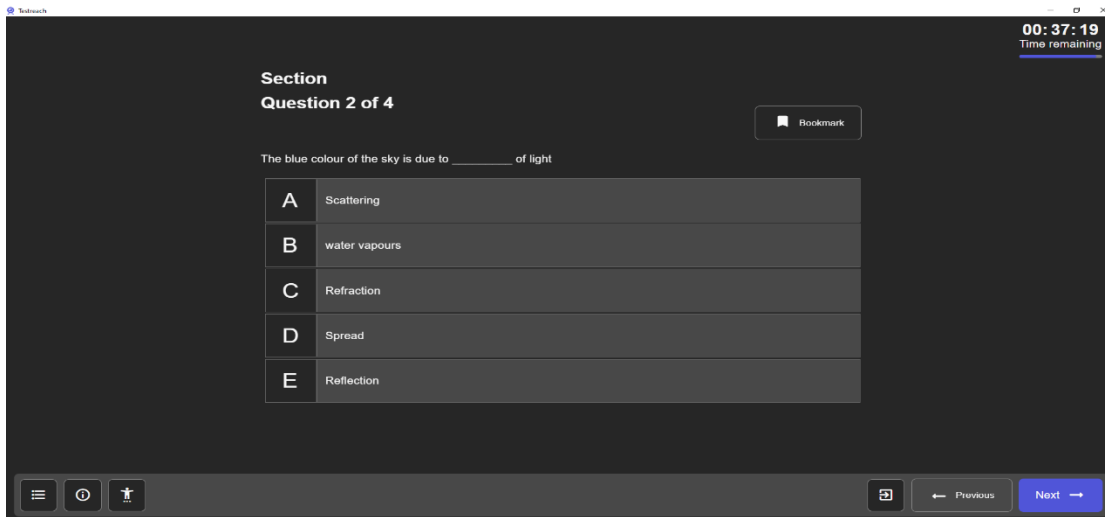 Testreach
00:37:19
Time remaining
Section
Question 2 of 4
Bookmark
The blue colour of the sky is due to __________ of light
A Scattering
B water vapours
C Refraction
D Spread
E Reflection
Previous
Next